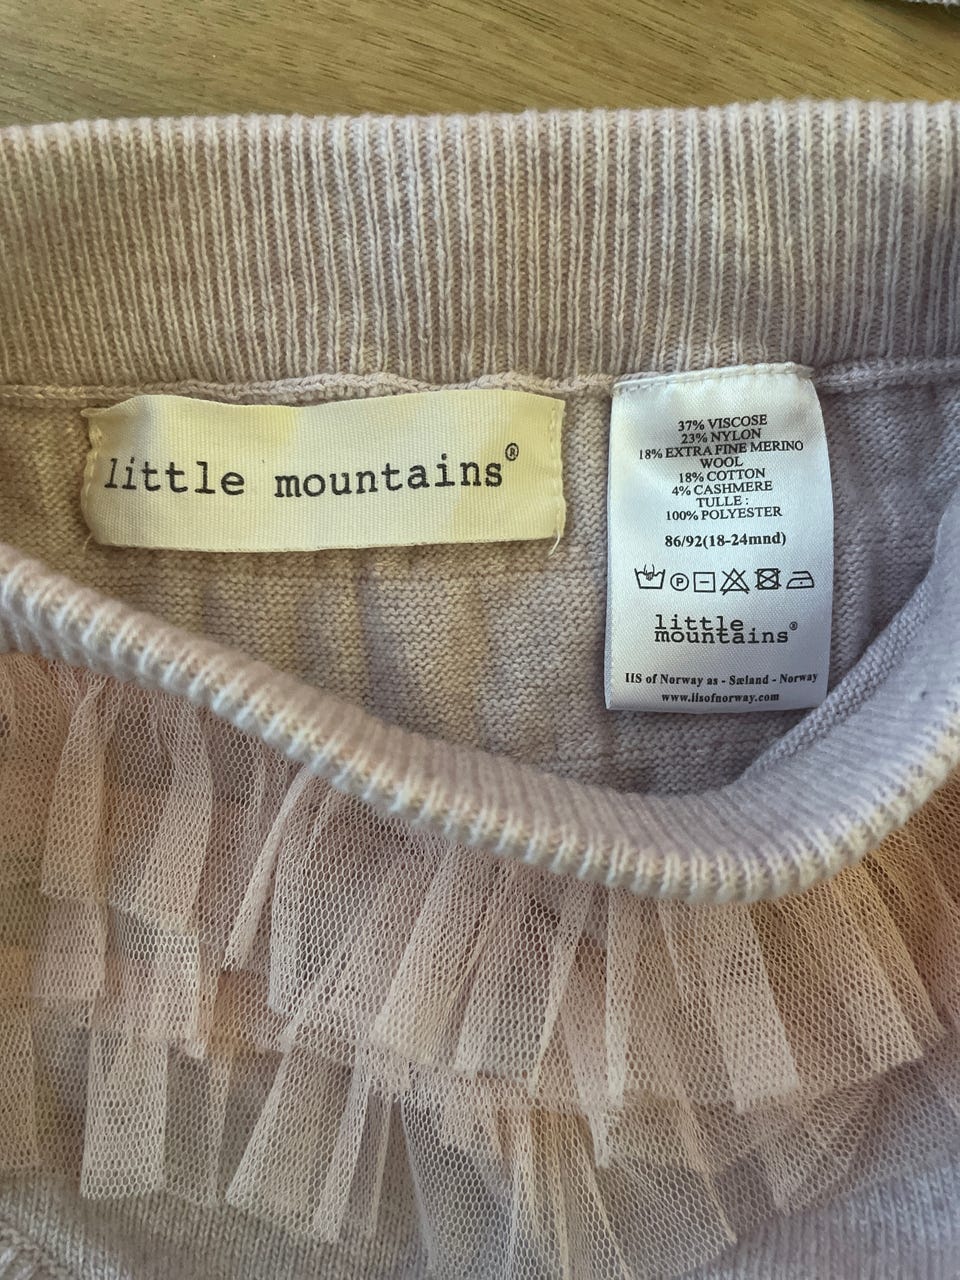 little mountains®
37% VISCOSE
23% NYLON
18% EXTRA FINE MERINO
WOOL
18% COTTON
4% CASHMERE
TULLE :
100% POLYESTER
86/92(18-24mnd)
P
little
mountains®
IIS of Norway as - Sæland - Norway
www.iisofnorway.com